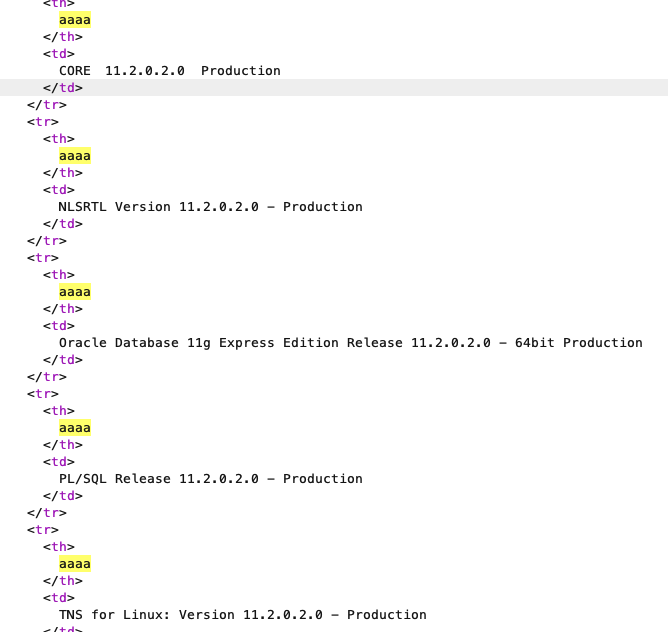 <th>
aaaa
</th>
<td>
CORE  11.2.0.2.0  Production
</td>
</tr>
<tr>
<th>
aaaa
</th>
<td>
NLSRTL Version 11.2.0.2.0 – Production
</td>
</tr>
<tr>
<th>
aaaa
</th>
<td>
Oracle Database 11g Express Edition Release 11.2.0.2.0 – 64bit Production
</td>
</tr>
<tr>
<th>
aaaa
</th>
<td>
PL/SQL Release 11.2.0.2.0 – Production
</td>
</tr>
<tr>
<th>
aaaa
</th>
<td>
TNS for Linux: Version 11.2.0.2.0 – Production
</td>